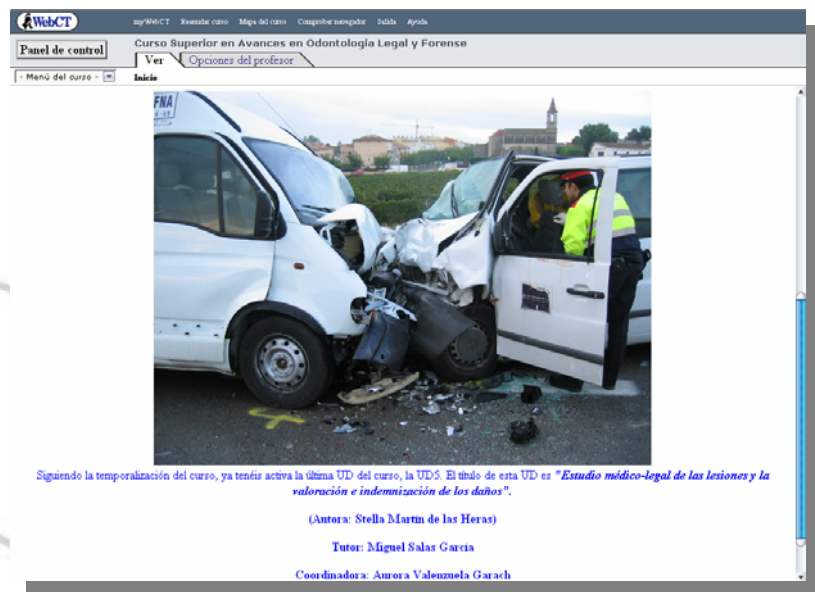 WebCT
myWebCT Reanudar curso Mapa del curso Comprobar navegador Salida Ayuda
Panel de control
Curso Superior en Avances en Odontología Legal y Forense
Ver Opciones del profesor
- Menú del curso -
Inicio
FNA
Siguiendo la temporalización del curso, ya tenéis activa la última UD del curso, la UD5. El título de esta UD es "Estudio médico-legal de las lesiones y la
valoración e indemnización de los daños".
(Autora: Stella Martín de las Heras)
Tutor: Miguel Salas García
Coordinadora: Aurora Valenzuela Garach